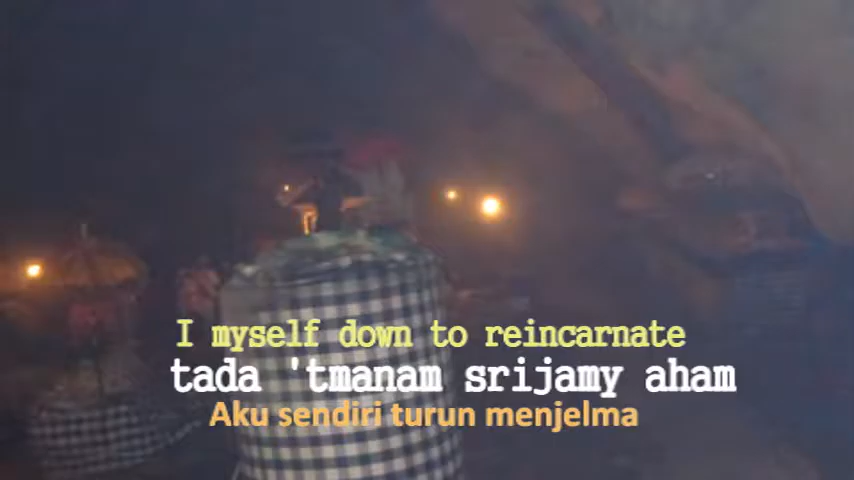 I myself down to reincarnate
tada 'tmanam srijamy aham
Aku sendiri turun menjelma